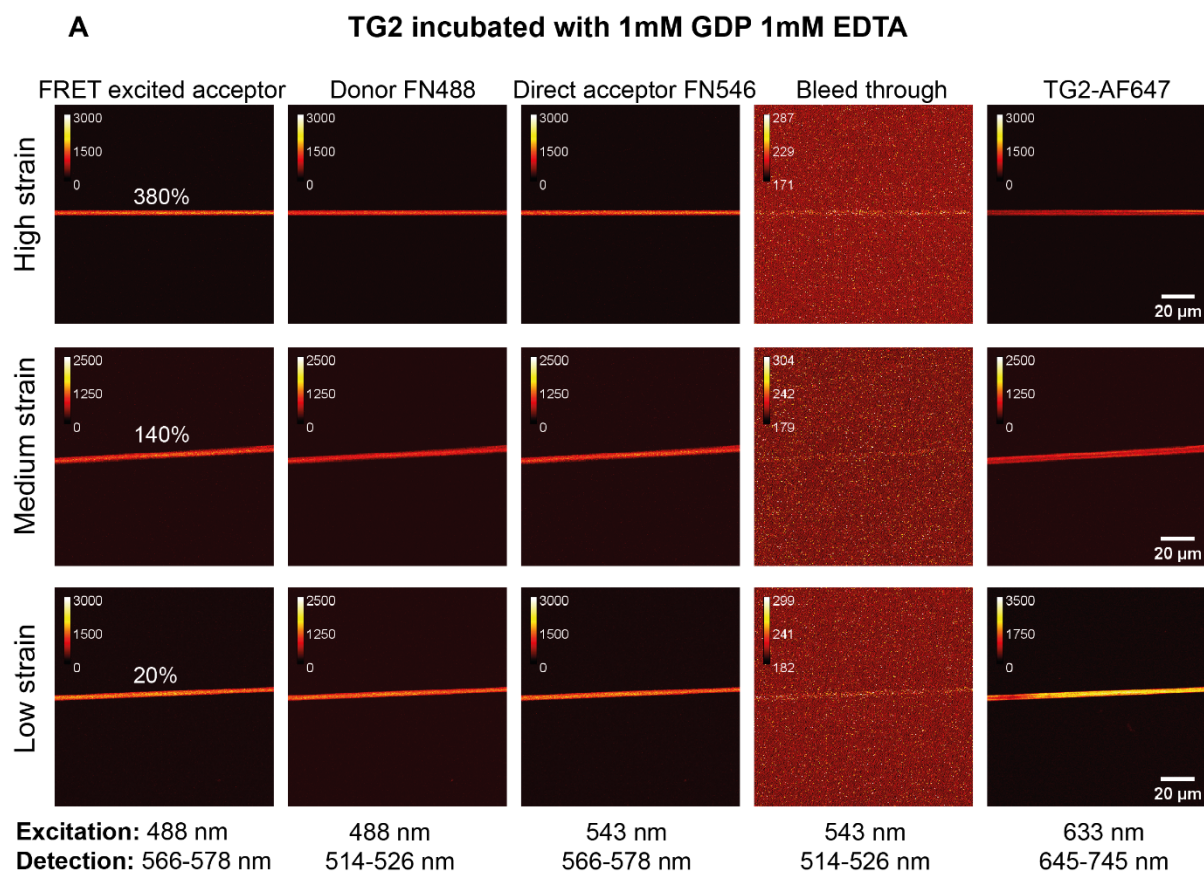 A
TG2 incubated with 1mM GDP 1mM EDTA
FRET excited acceptor Donor FN488 Direct acceptor FN546 Bleed through TG2-AF647
High strain
3000 3000 3000 287 3000
1500 1500 1500 229 1500
0 0 0 171 0
380%
20 µm
Medium strain
2500 2500 2500 304 2500
1250 1250 1250 242 1250
0 0 0 179 0
140%
20 µm
Low strain
3000 2500 3000 299 3500
1500 1250 1500 241 1750
0 0 0 182 0
20%
20 µm
Excitation: 488 nm 488 nm 543 nm 543 nm 633 nm
Detection: 566-578 nm 514-526 nm 566-578 nm 514-526 nm 645-745 nm